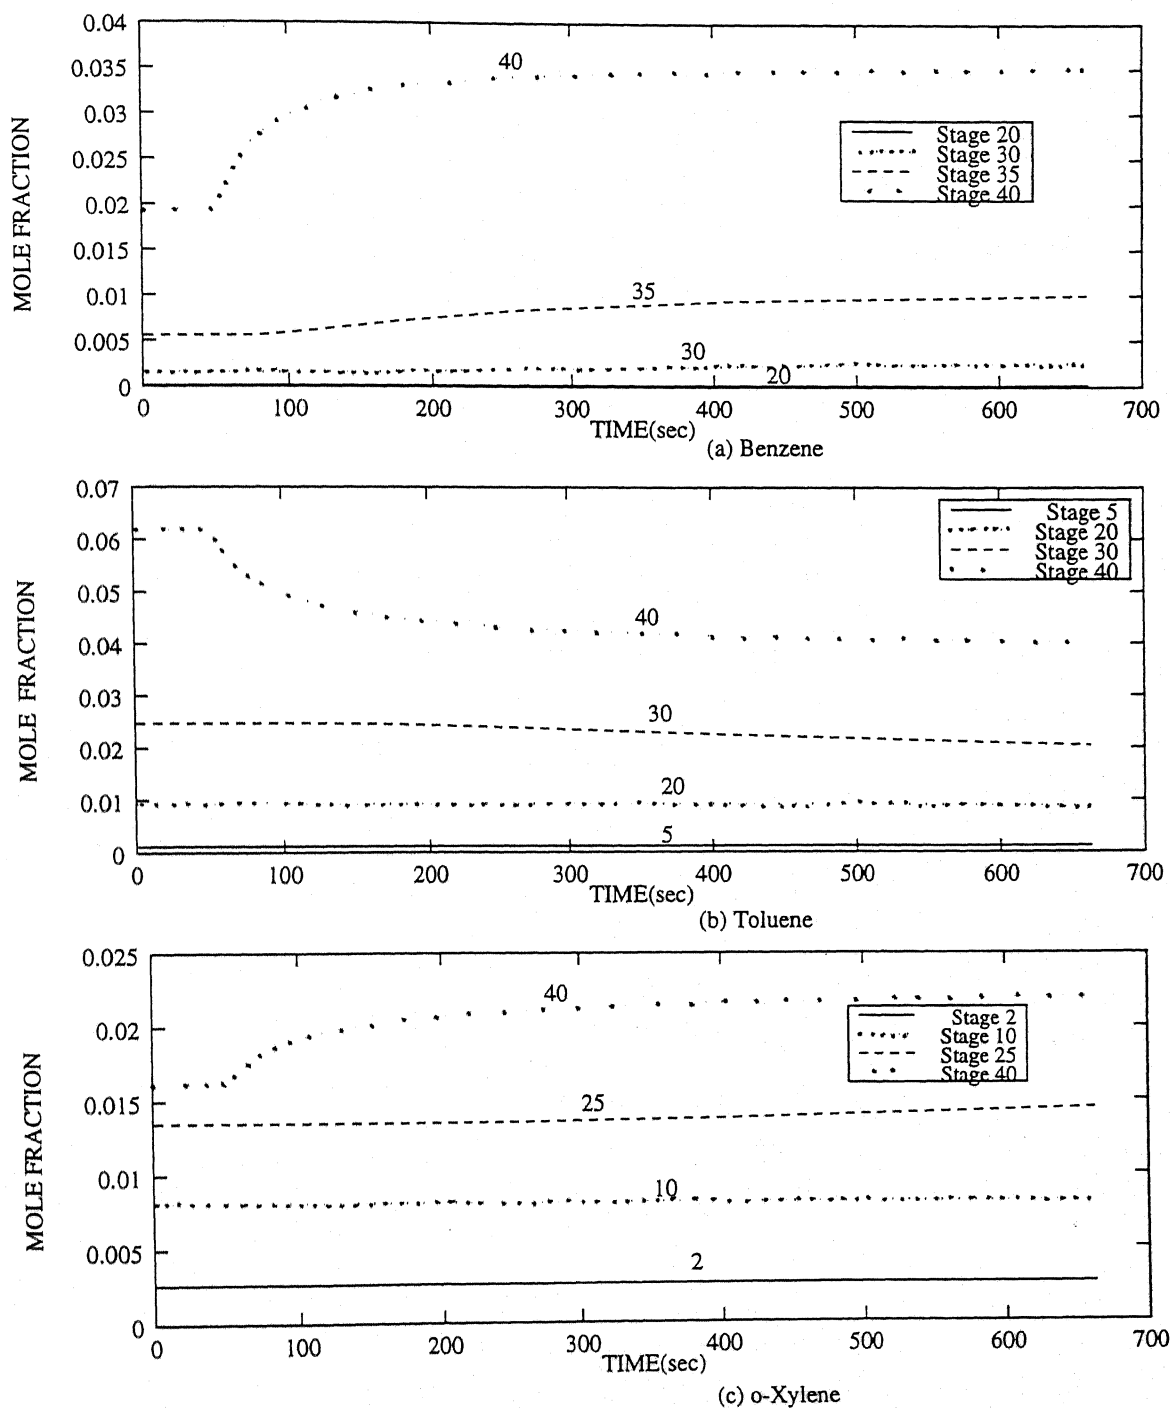 0.04
0.035
0.03
0.025
0.02
0.015
0.01
0.005
0
MOLE FRACTION
40
35
30
20
Stage 20
Stage 30
Stage 35
Stage 40
0 100 200 300 400 500 600 700
TIME(sec)
(a) Benzene
0.07
0.06
0.05
0.04
0.03
0.02
0.01
0
MOLE FRACTION
Stage 5
Stage 20
Stage 30
Stage 40
40
30
20
5
0 100 200 300 400 500 600 700
TIME(sec)
(b) Toluene
0.025
0.02
0.015
0.01
0.005
0
MOLE FRACTION
40
25
10
2
Stage 2
Stage 10
Stage 25
Stage 40
0 100 200 300 400 500 600 700
TIME(sec)
(c) o-Xylene